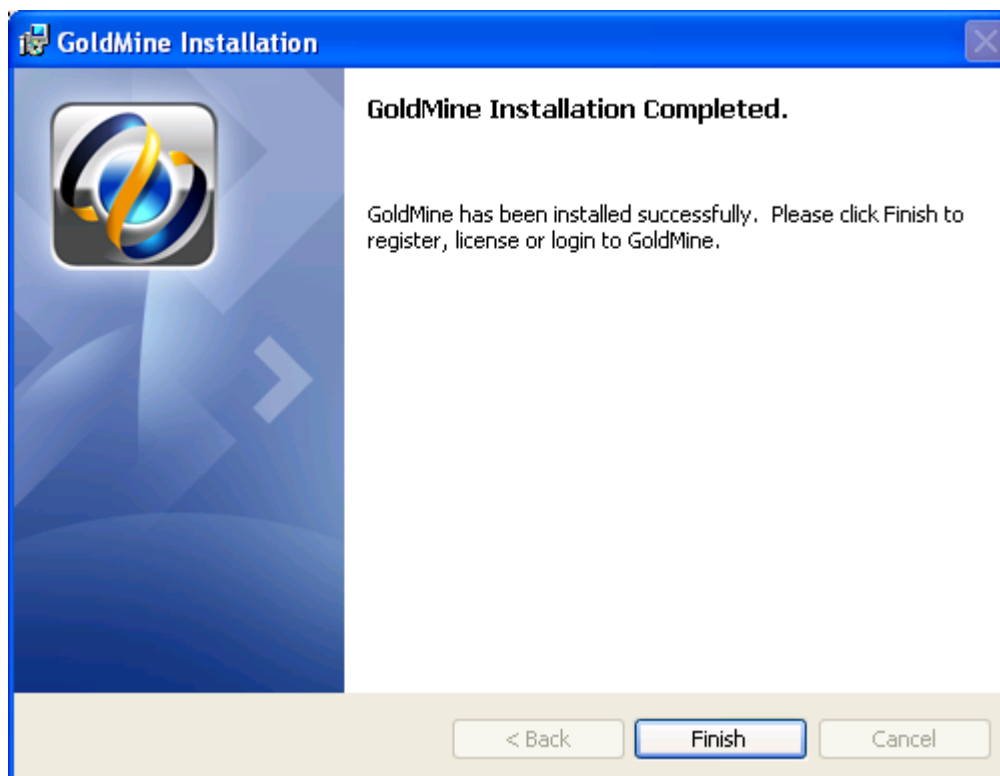 GoldMine Installation
GoldMine Installation Completed.
GoldMine has been installed successfully.  Please click Finish to
register, license or login to GoldMine.
< Back
Finish
Cancel